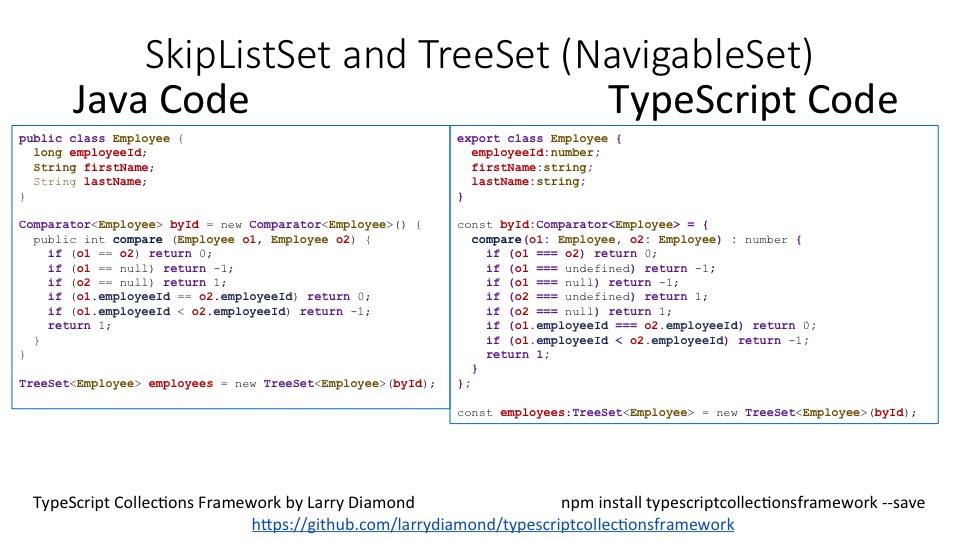 SkipListSet and TreeSet (NavigableSet)
Java Code
TypeScript Code
public class Employee {
  long employeeId;
  String firstName;
  String lastName;
}

Comparator<Employee> byId = new Comparator<Employee>() {
  public int compare (Employee o1, Employee o2) {
    if (o1 == o2) return 0;
    if (o1 == null) return -1;
    if (o2 == null) return 1;
    if (o1.employeeId == o2.employeeId) return 0;
    if (o1.employeeId < o2.employeeId) return -1;
    return 1;
  }
}

TreeSet<Employee> employees = new TreeSet<Employee>(byId);
export class Employee {
  employeeId:number;
  firstName:string;
  lastName:string;
}

const byId:Comparator<Employee> = {
  compare(o1: Employee, o2: Employee) : number {
    if (o1 === o2) return 0;
    if (o1 === undefined) return -1;
    if (o1 === null) return -1;
    if (o2 === undefined) return 1;
    if (o2 === null) return 1;
    if (o1.employeeId === o2.employeeId) return 0;
    if (o1.employeeId < o2.employeeId) return -1;
    return 1;
  }
};

const employees:TreeSet<Employee> = new TreeSet<Employee>(byId);
TypeScript Collections Framework by Larry Diamond
npm install typescriptcollectionsframework --save
https://github.com/larrydiamond/typescriptcollectionsframework